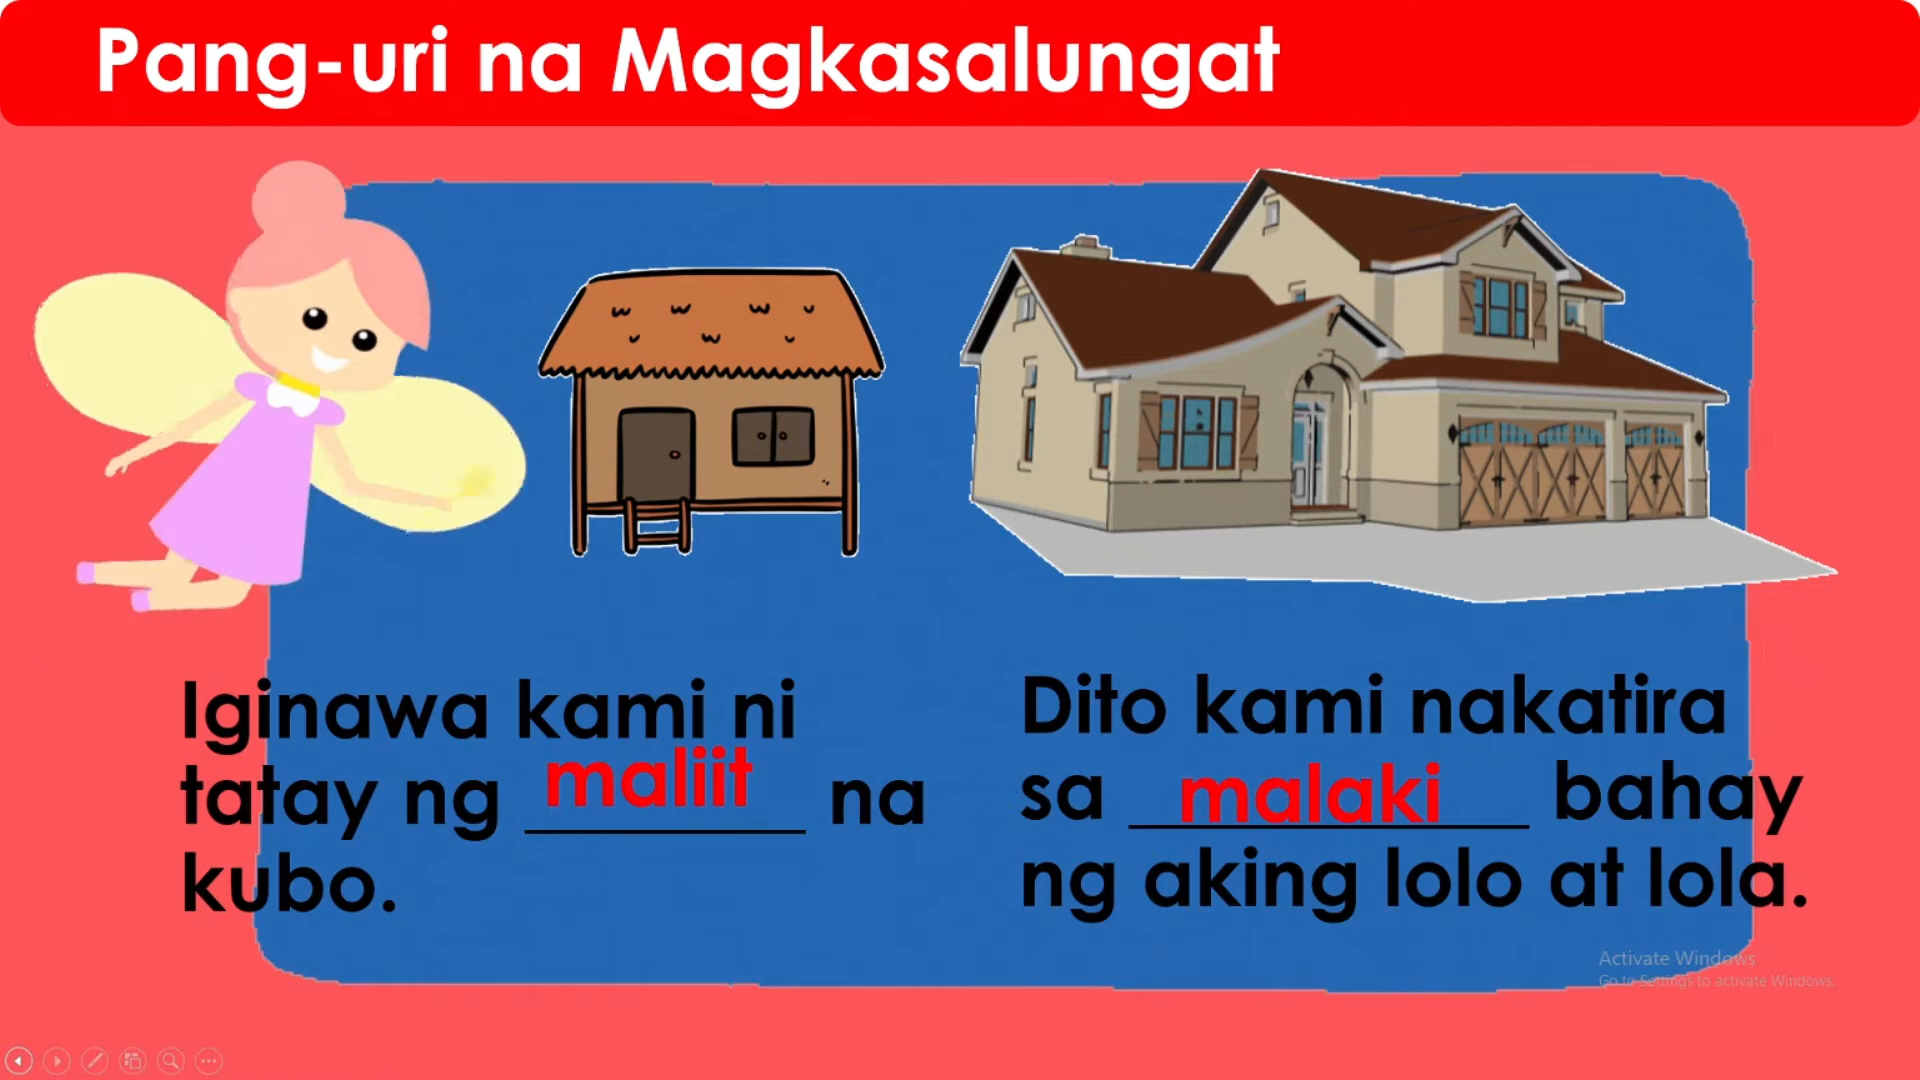 Pang-uri na Magkasalungat
Iginawa kami ni
tatay ng maliit na
kubo.
Dito kami nakatira
sa malaki bahay
ng aking lolo at lola.
Activate Windows
Go to Settings to activate Windows.